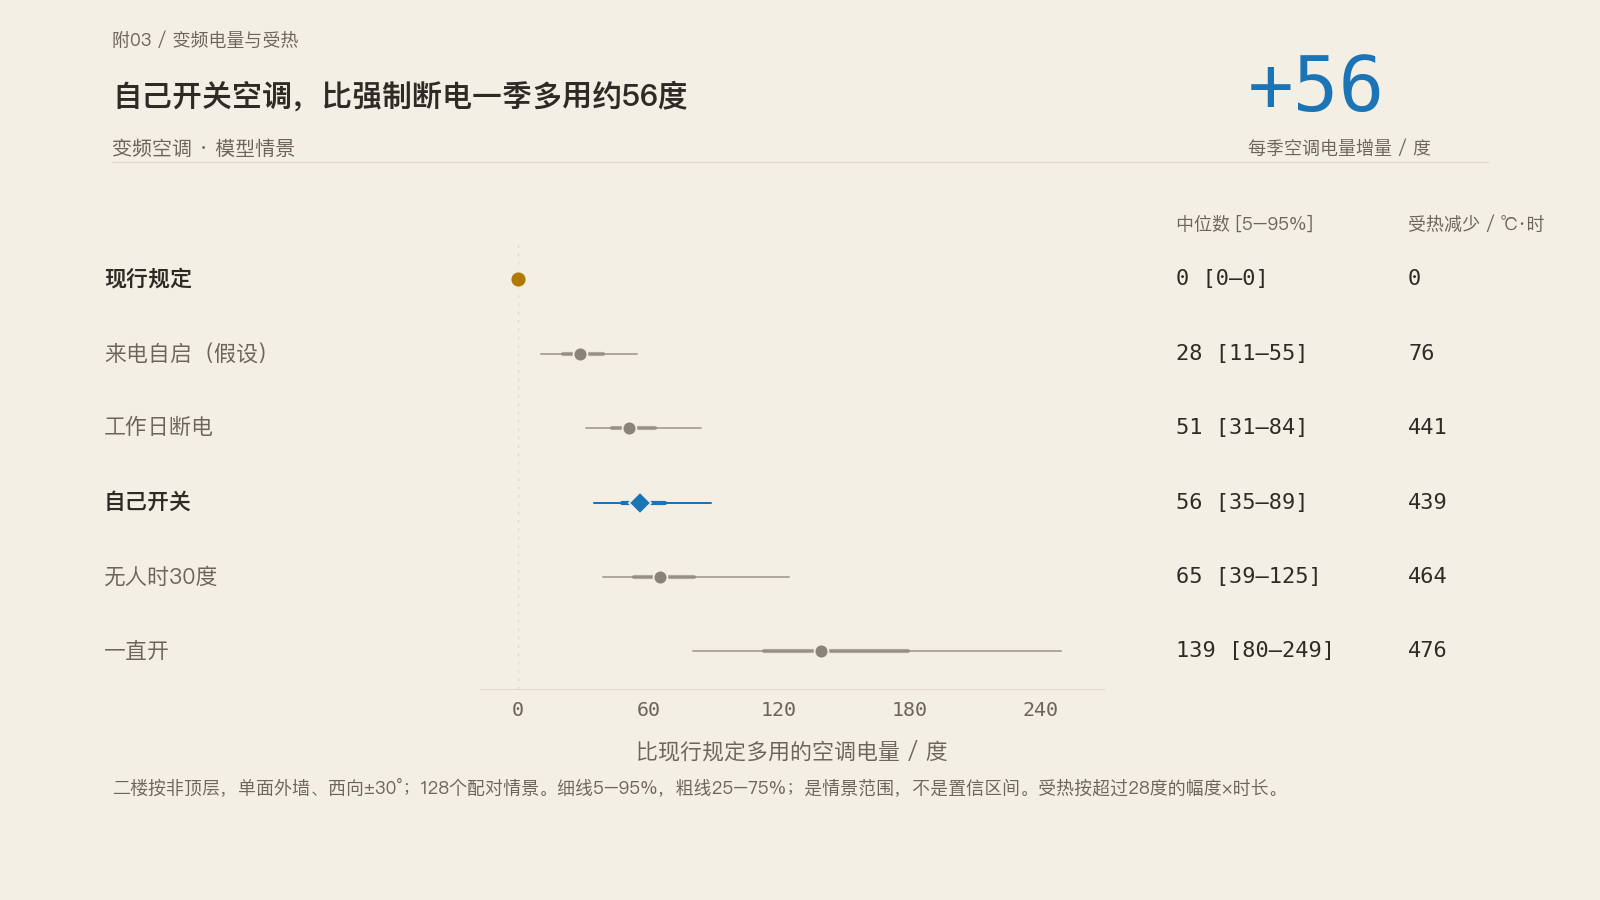 附03 / 变频电量与受热
自己开关空调，比强制断电一季多用约56度
+56
变频空调 · 模型情景
每季空调电量增量 / 度
中位数 [5—95%] 受热减少 / ℃·时
现行规定 0 [0—0] 0
来电自启（假设） 28 [11—55] 76
工作日断电 51 [31—84] 441
自己开关 56 [35—89] 439
无人时30度 65 [39—125] 464
一直开 139 [80—249] 476
0 60 120 180 240
比现行规定多用的空调电量 / 度
二楼按非顶层，单面外墙、西向±30°；128个配对情景。细线5—95%，粗线25—75%；是情景范围，不是置信区间。受热按超过28度的幅度×时长。